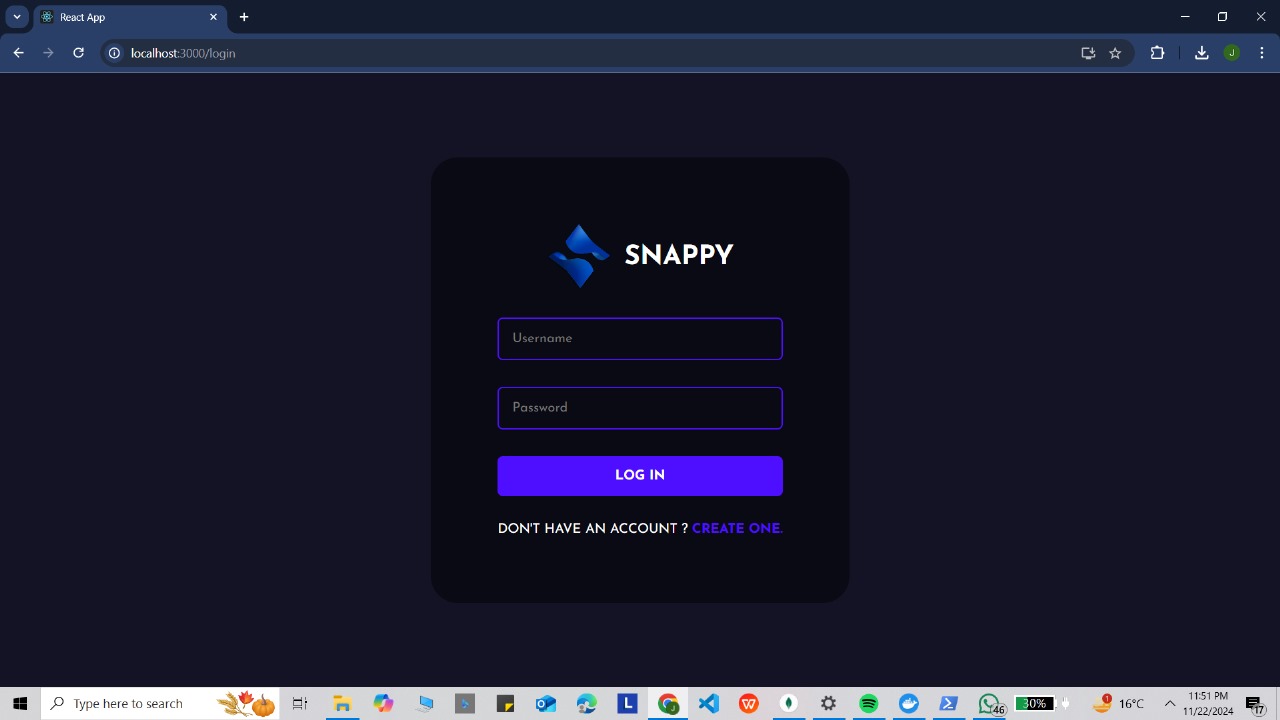 React App
localhost:3000/login
J
SNAPPY
Username
Password
LOG IN
DON'T HAVE AN ACCOUNT ? CREATE ONE.
Type here to search
L
J
W
46
30%
1
16°C
11:51 PM
11/22/2024
17